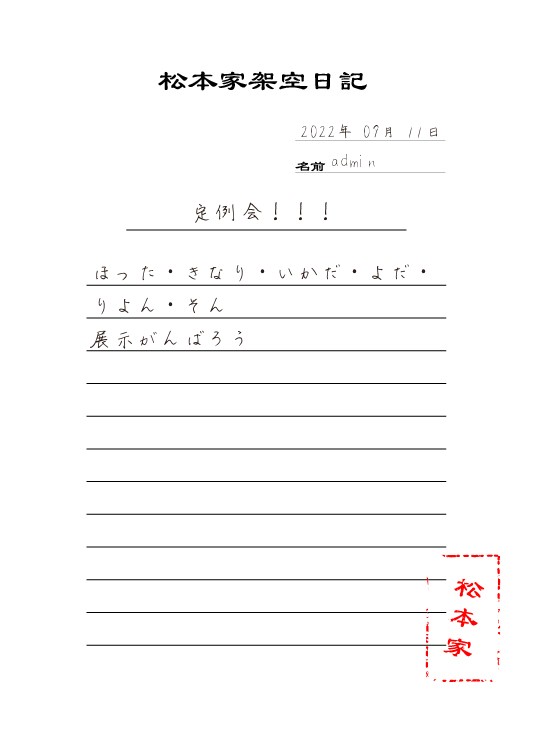 松本家架空日記
2022年 07月 11日
名前 admin
定例会！！！
ほった・きなり・いかだ・よだ・
りよん・そん
展示がんばろう
松本家